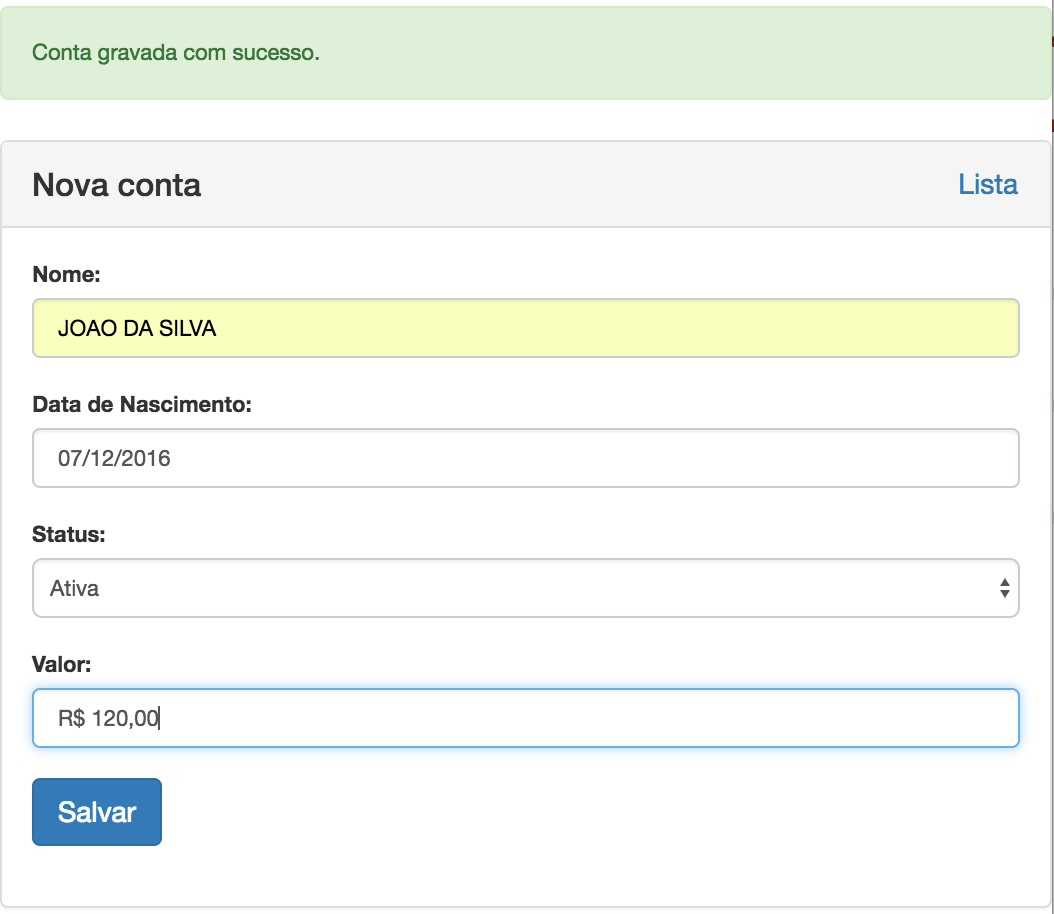 Conta gravada com sucesso.
Nova conta
Lista
Nome:
JOAO DA SILVA
Data de Nascimento:
07/12/2016
Status:
Ativa
Valor:
R$ 120,00
Salvar